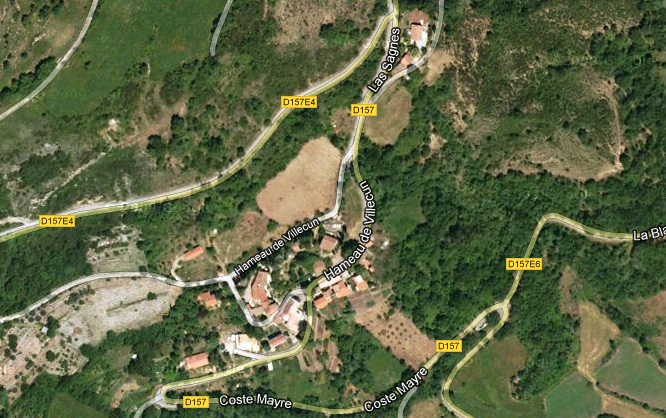 Las Sagnes
D157E4
D157
D157E4
Hameau de Villecun
Hameau de Villecun
La Bla
D157E6
D157
D157
Coste Mayre
Coste Mayre